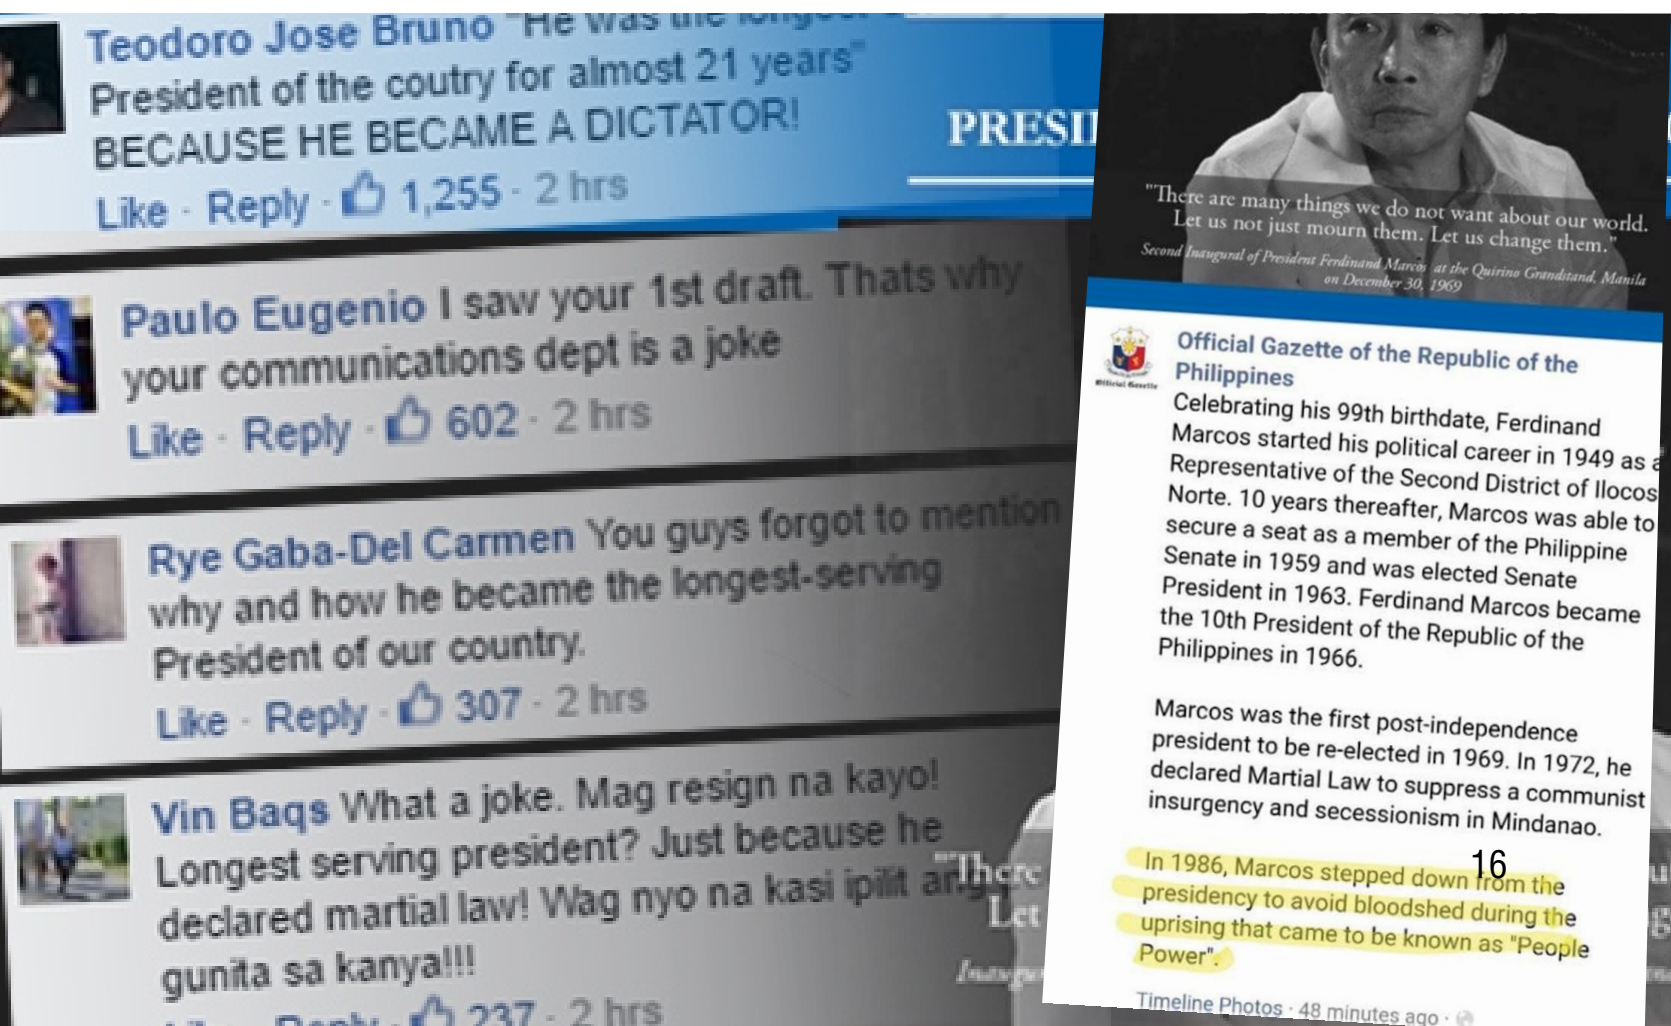 Teodoro Jose Bruno "He was the longest
President of the coutry for almost 21 years"
BECAUSE HE BECAME A DICTATOR!
Like · Reply · 1,255 · 2 hrs
Paulo Eugenio I saw your 1st draft. Thats why
your communications dept is a joke
Like · Reply · 602 · 2 hrs
Rye Gaba-Del Carmen You guys forgot to mention
why and how he became the longest-serving
President of our country.
Like · Reply · 307 · 2 hrs
Vin Baqs What a joke. Mag resign na kayo!
Longest serving president? Just because he
declared martial law! Wag nyo na kasi ipilit ang
gunita sa kanya!!!
Like · Reply · 237 · 2 hrs
PRESI
"There
Let
"There are many things we do not want about our world.
Let us not just mourn them. Let us change them."
Second Inaugural of President Ferdinand Marcos at the Quirino Grandstand, Manila
on December 30, 1969
Official Gazette
Official Gazette of the Republic of the
Philippines
Celebrating his 99th birthdate, Ferdinand
Marcos started his political career in 1949 as a
Representative of the Second District of Ilocos
Norte. 10 years thereafter, Marcos was able to
secure a seat as a member of the Philippine
Senate in 1959 and was elected Senate
President in 1963. Ferdinand Marcos became
the 10th President of the Republic of the
Philippines in 1966.
Marcos was the first post-independence
president to be re-elected in 1969. In 1972, he
declared Martial Law to suppress a communist
insurgency and secessionism in Mindanao.
16
In 1986, Marcos stepped down from the
presidency to avoid bloodshed during the
uprising that came to be known as "People
Power".
Timeline Photos · 48 minutes ago ·